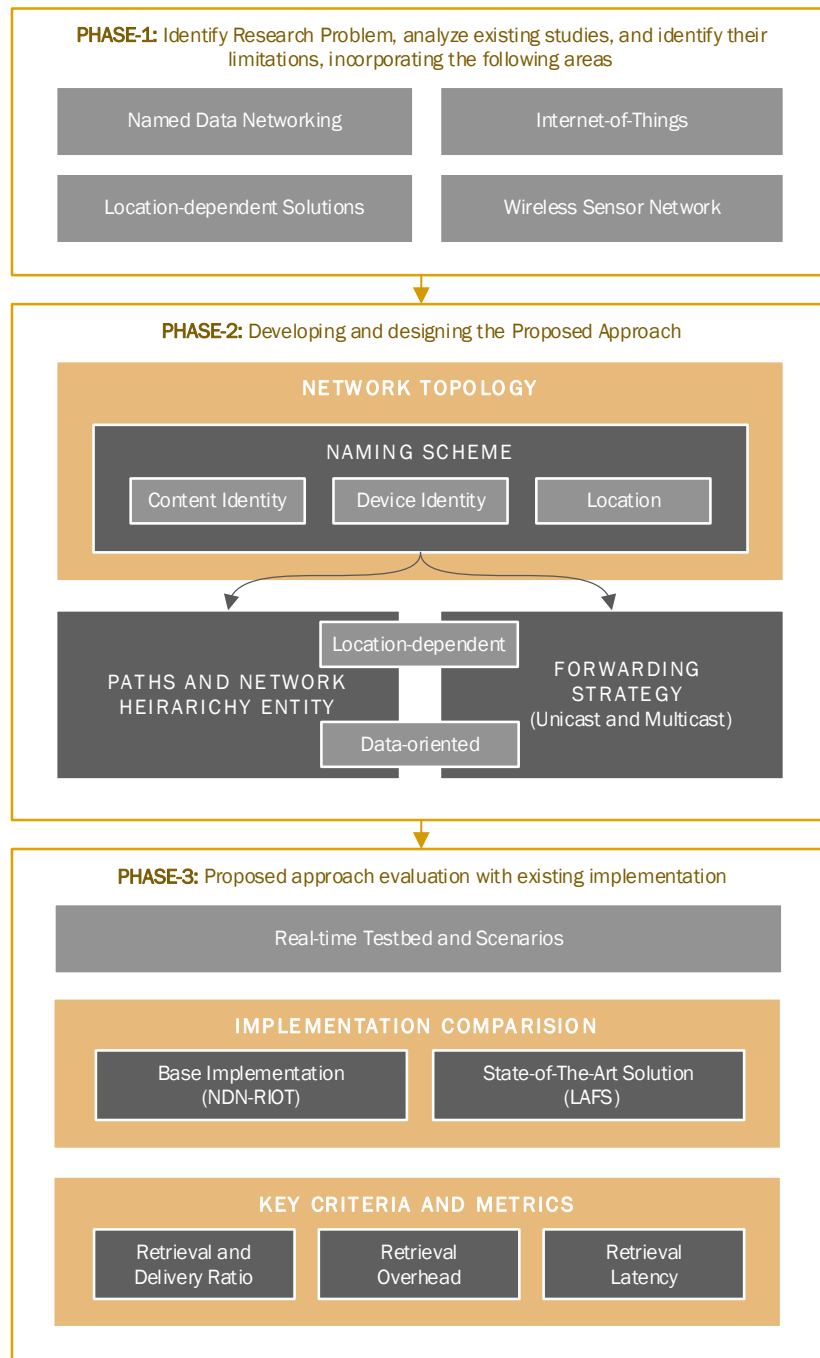 PHASE-1: Identify Research Problem, analyze existing studies, and identify their
limitations, incorporating the following areas
Named Data Networking
Internet-of-Things
Location-dependent Solutions
Wireless Sensor Network
PHASE-2: Developing and designing the Proposed Approach
NETWORK TOPOLOGY
NAMING SCHEME
Content Identity
Device Identity
Location
Location-dependent
PATHS AND NETWORK
HEIRARCHY ENTITY
FORWARDING
STRATEGY
(Unicast and Multicast)
Data-oriented
PHASE-3: Proposed approach evaluation with existing implementation
Real-time Testbed and Scenarios
IMPLEMENTATION COMPARISION
Base Implementation
(NDN-RIOT)
State-of-The-Art Solution
(LAFS)
KEY CRITERIA AND METRICS
Retrieval and
Delivery Ratio
Retrieval
Overhead
Retrieval
Latency